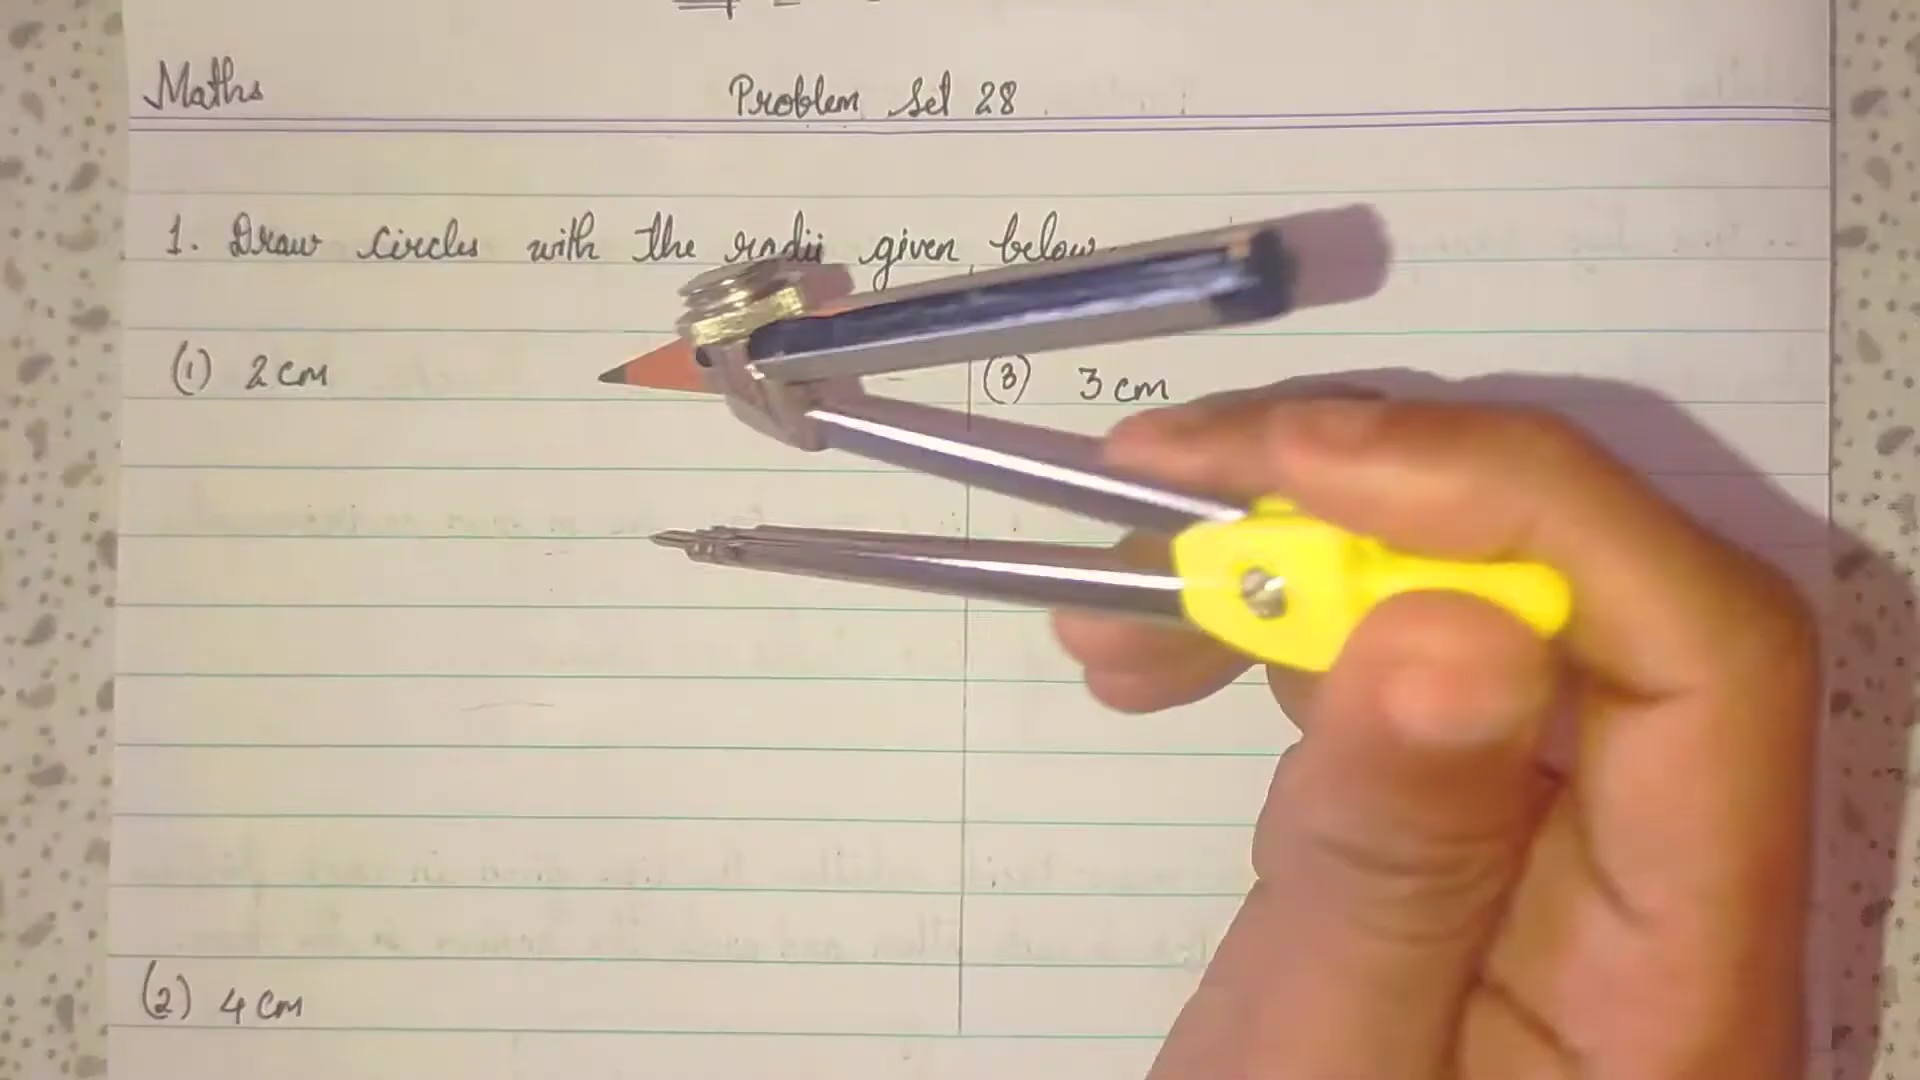 Maths
Problem Set 28
1. Draw Circles with the radii given below.
(1) 2 cm
(3) 3 cm
(2) 4 cm